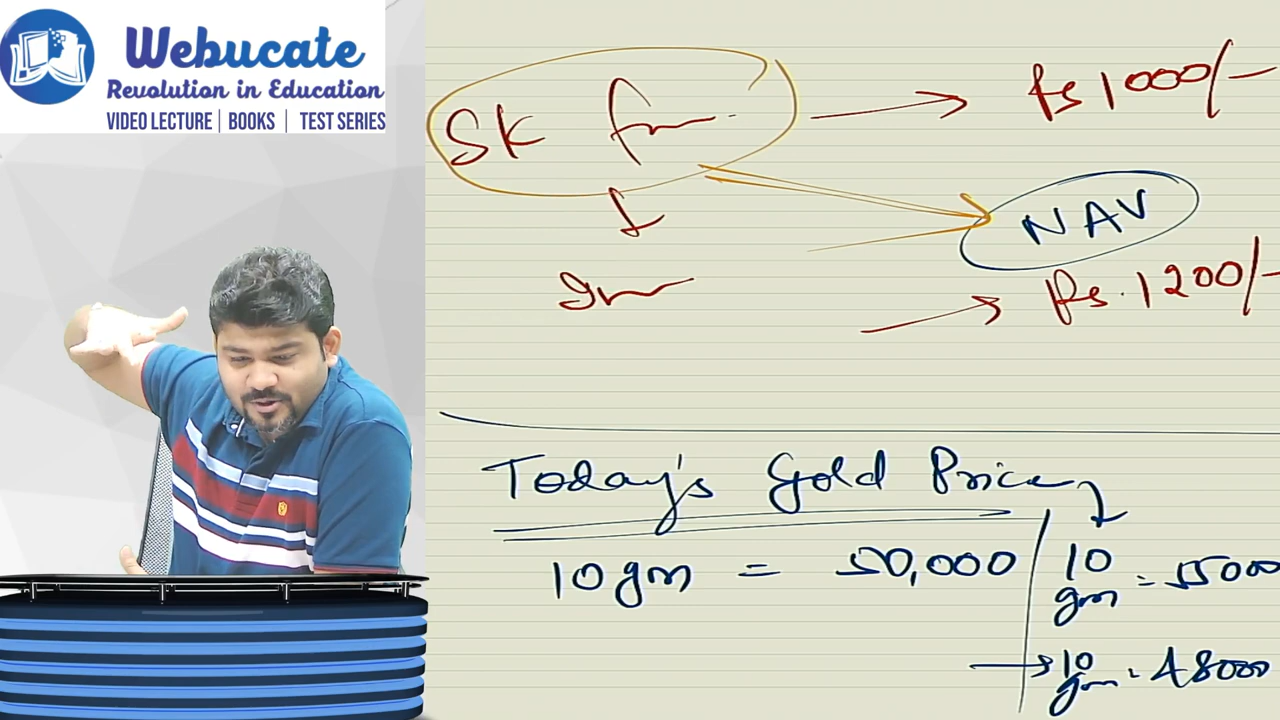 Webucate
Revolution in Education
VIDEO LECTURE | BOOKS | TEST SERIES
SK → Rs 1000/-
NAV
→ Rs. 1200/-
Today's Gold Price
10 gm = 50,000
10 gm = 55000
→ 10 gm = 48000